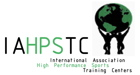 IAHPSTC
International Association
High Performance Sports
Training Centers